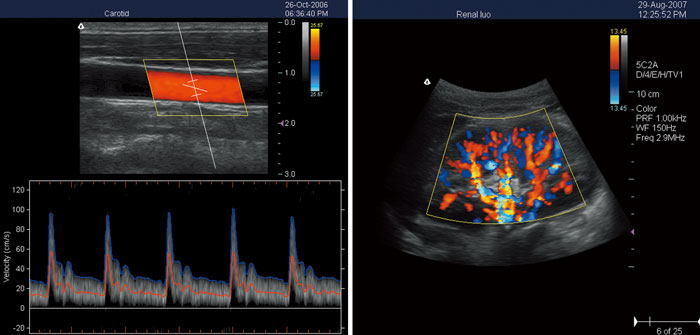 26-Oct-2006
Carotid
06:36:40 PM
0.0
25.67
1.0
25.67
2.0
3.0
120
100
80
60
40
20
0
-20
Velocity (cm/s)
29-Aug-2007
Renal luo
12:25:52 PM
13.45
13.45
5C2A
D/4/E/H/TV1
10 cm
Color
PRF 1.00kHz
WF 150Hz
Freq 2.9MHz
6 of 25